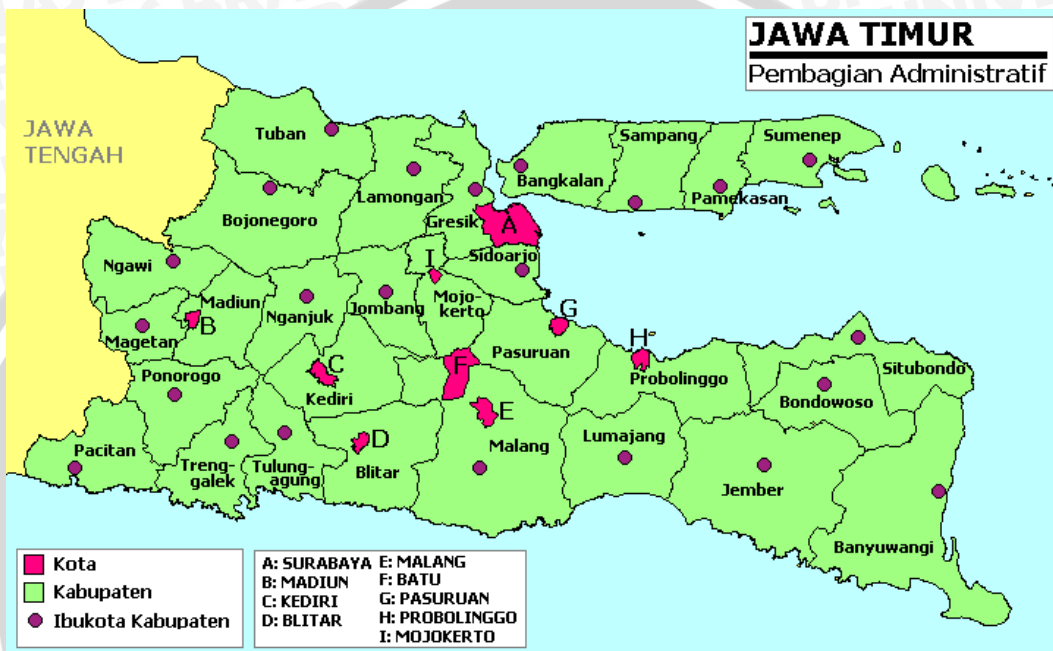 JAWA TIMUR
Pembagian Administratif
JAWA
TENGAH
Tuban
Lamongan
Bojonegoro
Gresik
A
Bangkalan
Sampang
Pamekasan
Sumenep
Ngawi
Madiun
B
Magetan
Nganjuk
Jombang
I
Mojo-
kerto
Sidoarjo
G
Pasuruan
H
Probolinggo
Situbondo
Bondowoso
Ponorogo
C
Kediri
F
E
Malang
D
Blitar
Pacitan
Treng-
galek
Tulung-
agung
Lumajang
Jember
Banyuwangi
Kota
Kabupaten
Ibukota Kabupaten
A: SURABAYA
B: MADIUN
C: KEDIRI
D: BLITAR
E: MALANG
F: BATU
G: PASURUAN
H: PROBOLINGGO
I: MOJOKERTO